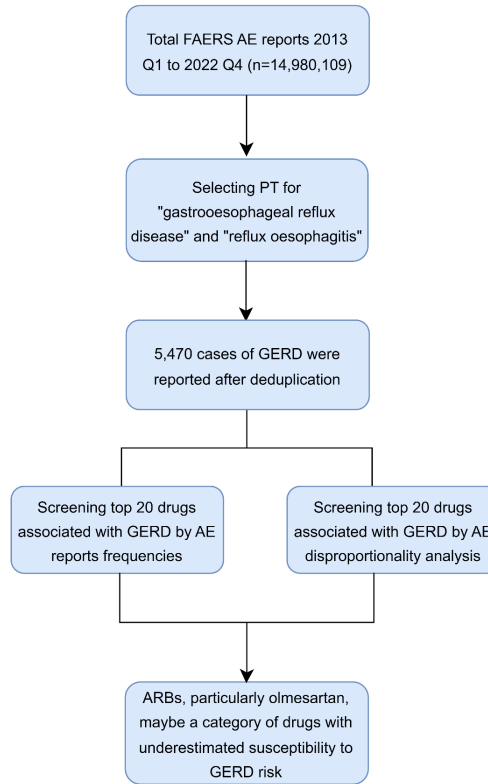 Total FAERS AE reports 2013
Q1 to 2022 Q4 (n=14,980,109)
Selecting PT for
"gastrooesophageal reflux
disease" and "reflux oesophagitis"
5,470 cases of GERD were
reported after deduplication
Screening top 20 drugs
associated with GERD by AE
reports frequencies
Screening top 20 drugs
associated with GERD by AE
disproportionality analysis
ARBs, particularly olmesartan,
maybe a category of drugs with
underestimated susceptibility to
GERD risk